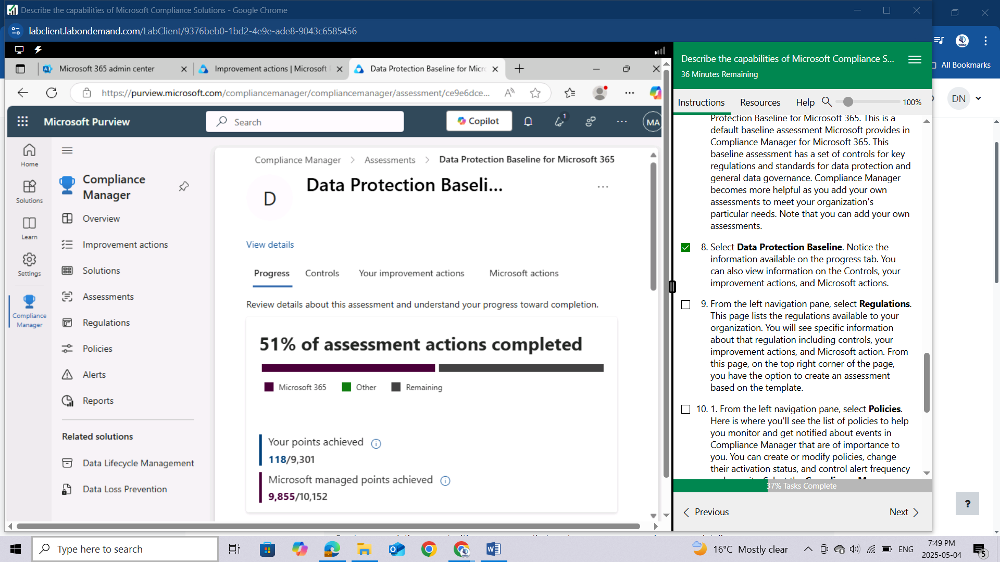 Describe the capabilities of Microsoft Compliance Solutions - Google Chrome
labclient.labondemand.com/LabClient/9376beb0-1bd2-4e9e-ade8-9043c6585456
All Bookmarks
DN
Microsoft 365 admin center
Improvement actions | Microsoft
Data Protection Baseline for Micro
https://purview.microsoft.com/compliancemanager/compliancemanager/assessment/ce9e6dce...
Microsoft Purview
Search
Copilot
1
MA
Home
Solutions
Learn
Settings
Compliance
Manager
Compliance
Manager
Overview
Improvement actions
Solutions
Assessments
Regulations
Policies
Alerts
Reports
Related solutions
Data Lifecycle Management
Data Loss Prevention
Compliance Manager > Assessments > Data Protection Baseline for Microsoft 365
D
Data Protection Baseli...
View details
Progress Controls Your improvement actions Microsoft actions
Review details about this assessment and understand your progress toward completion.
51% of assessment actions completed
Microsoft 365 Other Remaining
Your points achieved
118/9,301
Microsoft managed points achieved
9,855/10,152
Describe the capabilities of Microsoft Compliance S...
36 Minutes Remaining
Instructions Resources Help 100%
Protection Baseline for Microsoft 365. This is a
default baseline assessment Microsoft provides in
Compliance Manager for Microsoft 365. This
baseline assessment has a set of controls for key
regulations and standards for data protection and
general data governance. Compliance Manager
becomes more helpful as you add your own
assessments to meet your organization's
particular needs. Note that you can add your own
assessments.
8. Select Data Protection Baseline. Notice the
information available on the progress tab. You
can also view information on the Controls, your
improvement actions, and Microsoft actions.
9. From the left navigation pane, select Regulations.
This page lists the regulations available to your
organization. You will see specific information
about that regulation including controls, your
improvement actions, and Microsoft action. From
this page, on the top right corner of the page,
you have the option to create an assessment
based on the template.
10. 1. From the left navigation pane, select Policies.
Here is where you'll see the list of policies to help
you monitor and get notified about events in
Compliance Manager that are of importance to
you. You can create or modify policies, change
their activation status, and control alert frequency
37% Tasks Complete
Previous
Next
?
Type here to search
16°C Mostly clear
ENG
7:49 PM
2025-05-04
5